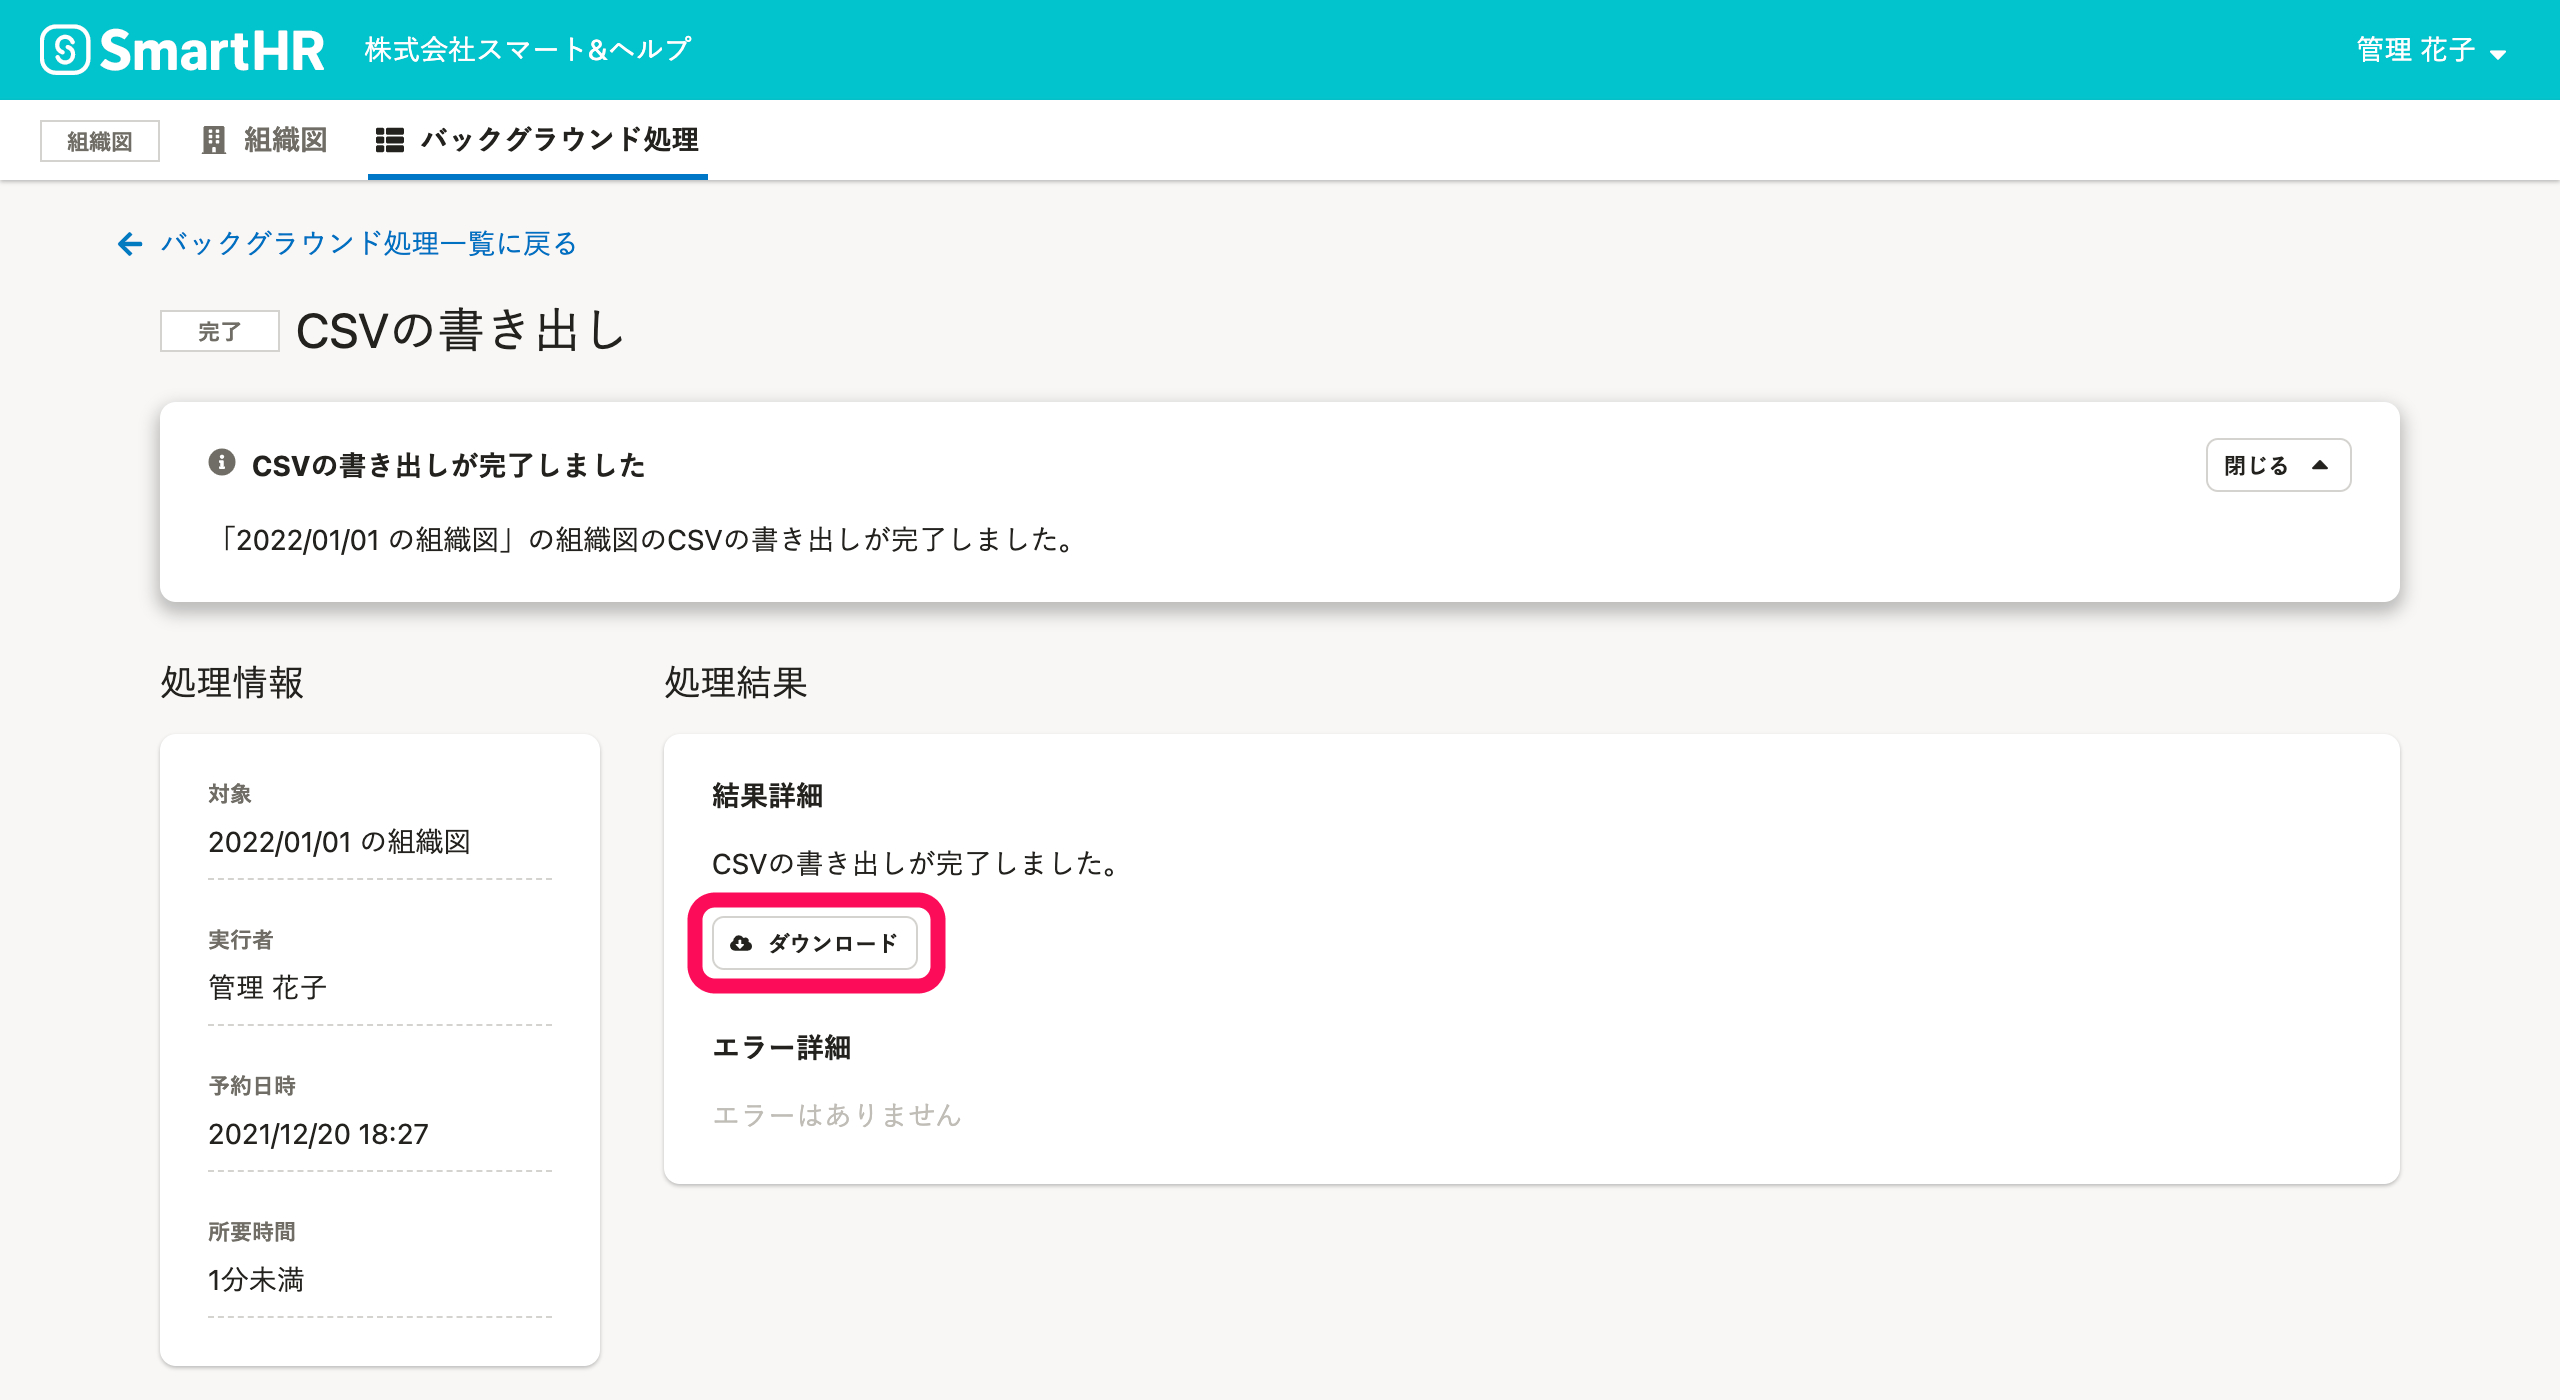 SmartHR 株式会社スマート&ヘルプ 管理 花子
組織図 組織図 バックグラウンド処理
バックグラウンド処理一覧に戻る
完了 CSVの書き出し
CSVの書き出しが完了しました 閉じる
「2022/01/01 の組織図」の組織図のCSVの書き出しが完了しました。
処理情報
対象
2022/01/01 の組織図
実行者
管理 花子
予約日時
2021/12/20 18:27
所要時間
1分未満
処理結果
結果詳細
CSVの書き出しが完了しました。
ダウンロード
エラー詳細
エラーはありません